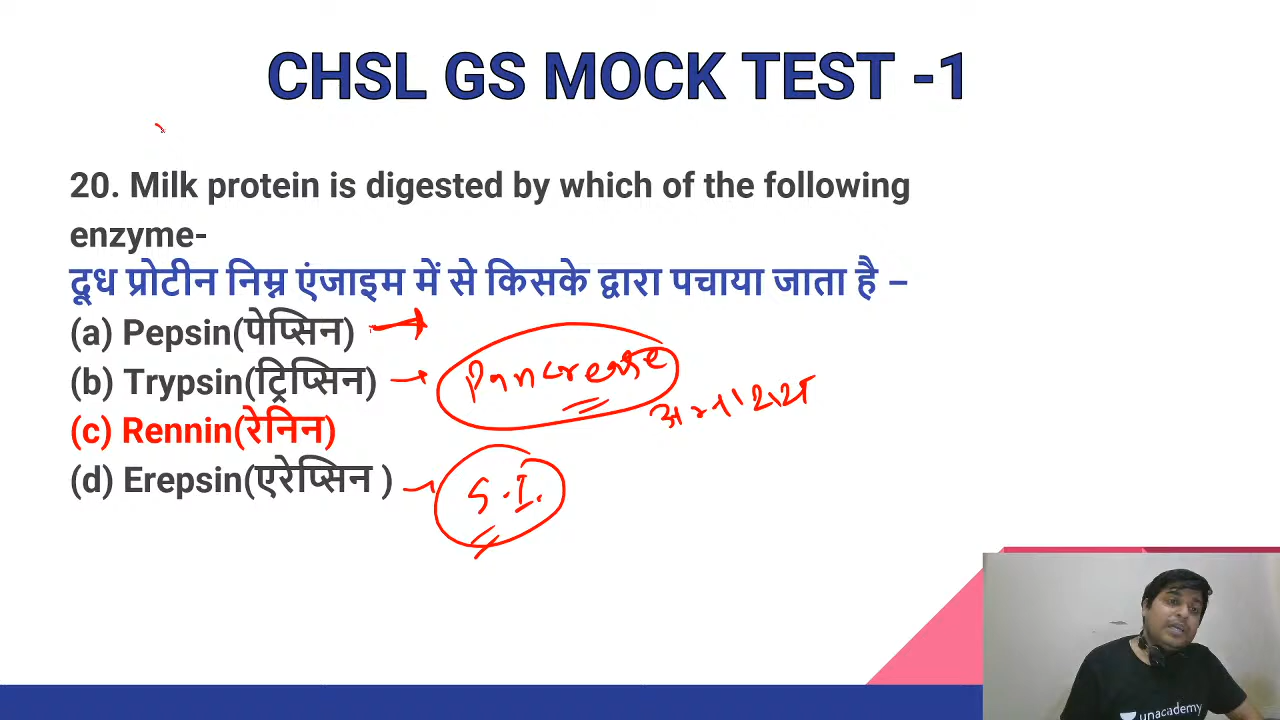 CHSL GS MOCK TEST -1
20. Milk protein is digested by which of the following
enzyme-
दूध प्रोटीन निम्न एंजाइम में से किसके द्वारा पचाया जाता है –
(a) Pepsin(पेप्सिन)
(b) Trypsin(ट्रिप्सिन)
Pancrease
(c) Rennin(रेनिन)
(d) Erepsin(एरेप्सिन )
S.I.
unacademy